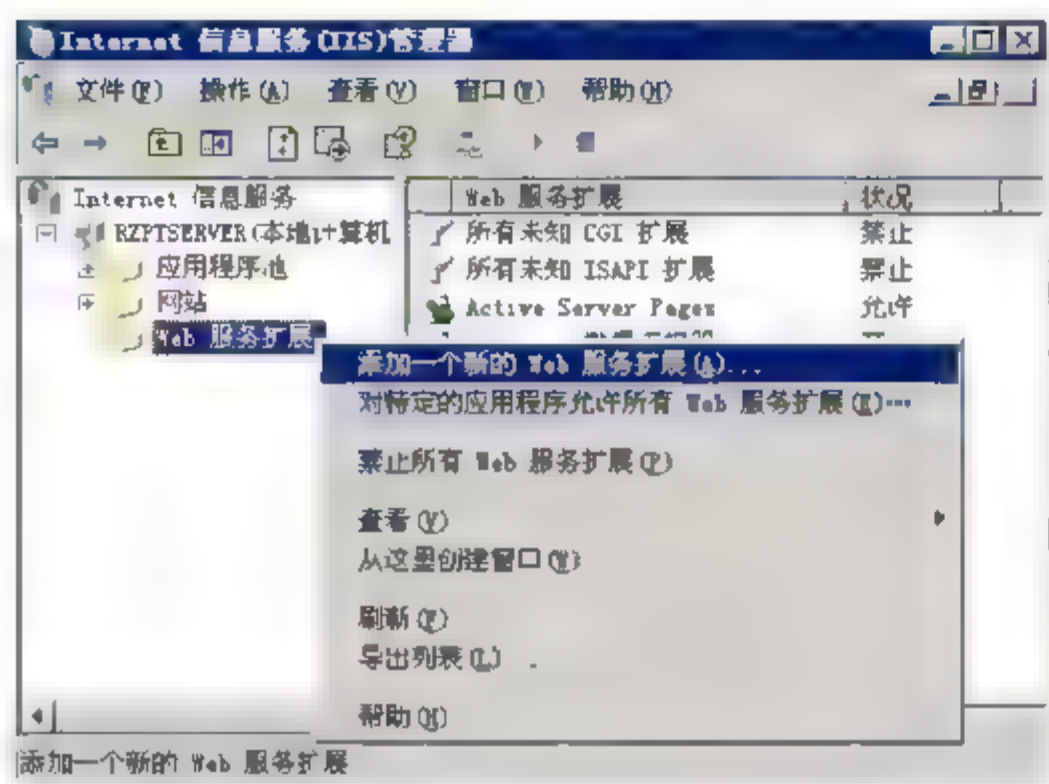 Internet 信息服务(IIS)管理器
文件(F) 操作(A) 查看(V) 窗口(W) 帮助(H)
Internet 信息服务
RZPTSERVER(本地计算机
应用程序池
网站
Web 服务扩展
Web 服务扩展 状况
所有未知 CGI 扩展 禁止
所有未知 ISAPI 扩展 禁止
Active Server Pages 允许
添加一个新的 Web 服务扩展(A)...
对特定的应用程序允许所有 Web 服务扩展(E)...
禁止所有 Web 服务扩展(P)
查看(V)
从这里创建窗口(W)
刷新(F)
导出列表(L)...
帮助(H)
添加一个新的 Web 服务扩展